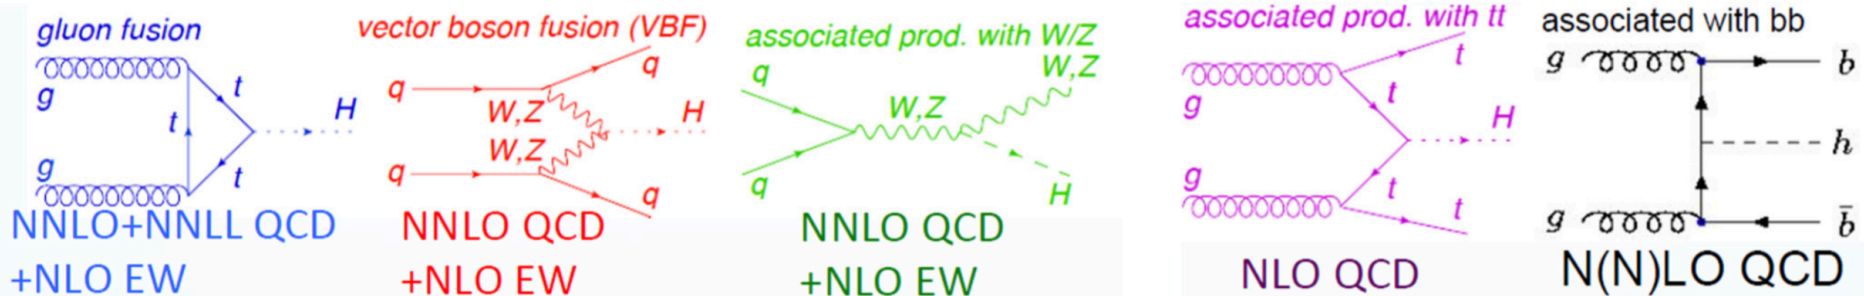 gluon fusion
g
t
t
H
g
t
NNLO+NNLL QCD
+NLO EW
vector boson fusion (VBF)
q
q
W,Z
H
W,Z
q
q
NNLO QCD
+NLO EW
associated prod. with W/Z
q
W,Z
W,Z
q
H
NNLO QCD
+NLO EW
associated prod. with tt
t
g
t
H
g
t
t
NLO QCD
associated with bb
g
b
h
g
b̄
N(N)LO QCD